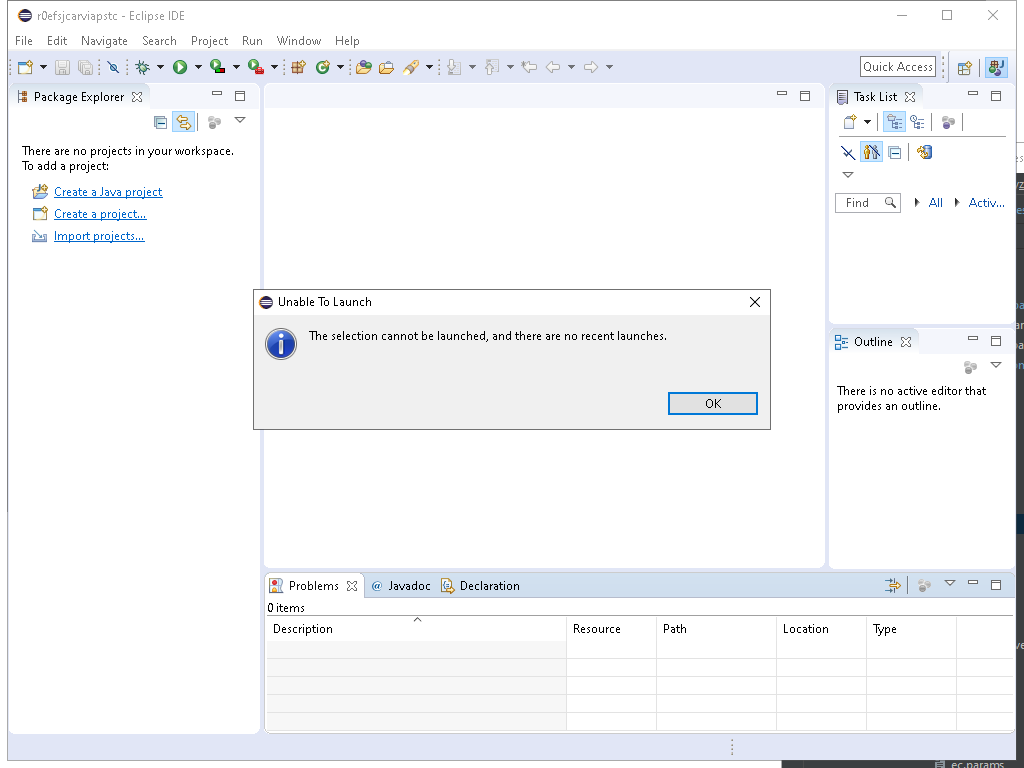 r0efsjcarviapstc - Eclipse IDE
File Edit Navigate Search Project Run Window Help
Quick Access
Package Explorer
Task List
There are no projects in your workspace.
To add a project:
Create a Java project
Create a project...
Import projects...
Find All Activ...
Unable To Launch
The selection cannot be launched, and there are no recent launches.
OK
Outline
There is no active editor that
provides an outline.
Problems @ Javadoc Declaration
0 items
Description Resource Path Location Type
ec.params